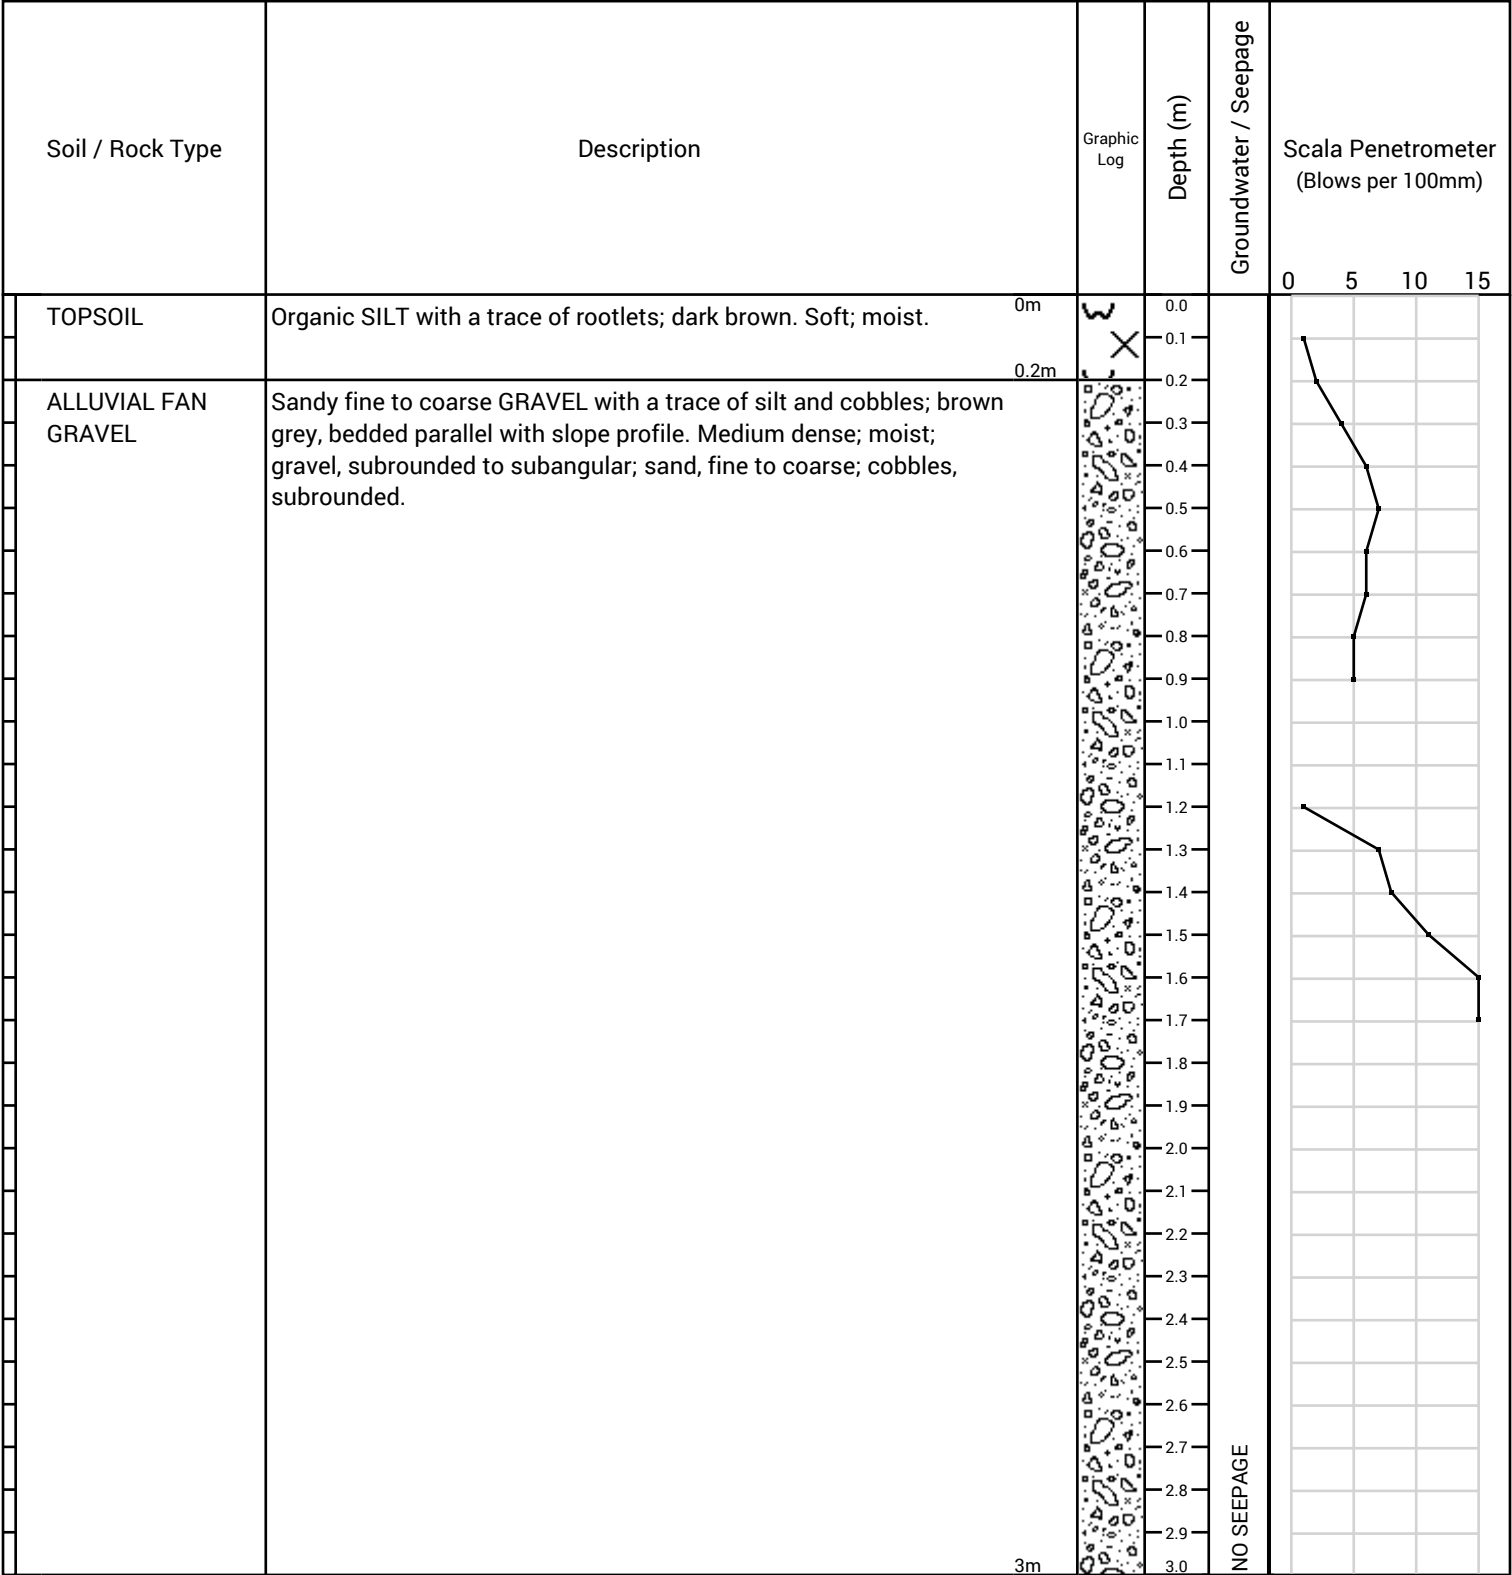 Soil / Rock Type
Description
Graphic
Log
Depth (m)
Groundwater / Seepage
Scala Penetrometer
(Blows per 100mm)
0 5 10 15
TOPSOIL
Organic SILT with a trace of rootlets; dark brown. Soft; moist.
0m
0.2m
ALLUVIAL FAN
GRAVEL
Sandy fine to coarse GRAVEL with a trace of silt and cobbles; brown
grey, bedded parallel with slope profile. Medium dense; moist;
gravel, subrounded to subangular; sand, fine to coarse; cobbles,
subrounded.
3m
0.0
0.1
0.2
0.3
0.4
0.5
0.6
0.7
0.8
0.9
1.0
1.1
1.2
1.3
1.4
1.5
1.6
1.7
1.8
1.9
2.0
2.1
2.2
2.3
2.4
2.5
2.6
2.7
2.8
2.9
3.0
NO SEEPAGE